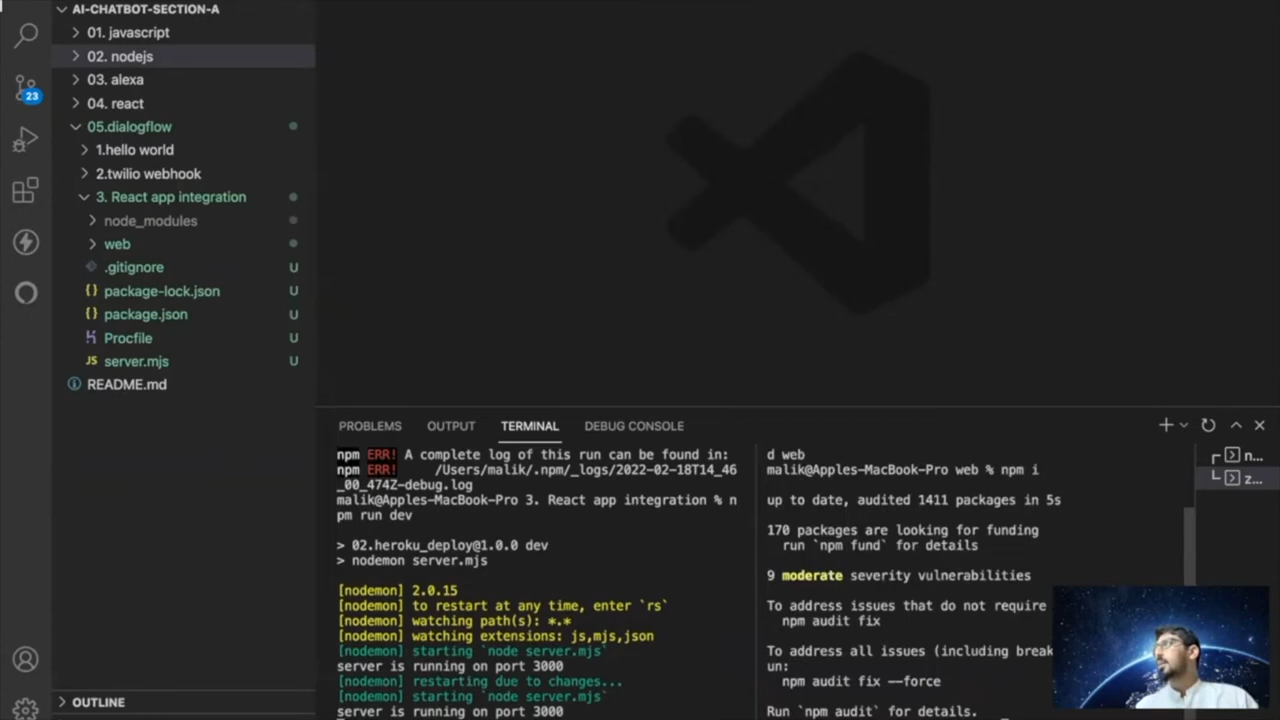 AI-CHATBOT-SECTION-A
01. javascript
02. nodejs
03. alexa
04. react
05.dialogflow
1.hello world
2.twilio webhook
3. React app integration
node_modules
web
.gitignore U
{} package-lock.json U
{} package.json U
Procfile U
JS server.mjs U
README.md
OUTLINE
23
PROBLEMS OUTPUT TERMINAL DEBUG CONSOLE
npm ERR! A complete log of this run can be found in:
npm ERR!     /Users/malik/.npm/_logs/2022-02-18T14_46
_00_474Z-debug.log
malik@Apples-MacBook-Pro 3. React app integration % n
pm run dev
> 02.heroku_deploy@1.0.0 dev
> nodemon server.mjs
[nodemon] 2.0.15
[nodemon] to restart at any time, enter `rs`
[nodemon] watching path(s): *.*
[nodemon] watching extensions: js,mjs,json
[nodemon] starting `node server.mjs`
server is running on port 3000
[nodemon] restarting due to changes...
[nodemon] starting `node server.mjs`
server is running on port 3000
d web
malik@Apples-MacBook-Pro web % npm i
up to date, audited 1411 packages in 5s
170 packages are looking for funding
run `npm fund` for details
9 moderate severity vulnerabilities
To address issues that do not require
npm audit fix
To address all issues (including break
un:
npm audit fix --force
Run `npm audit` for details.
n...
z...